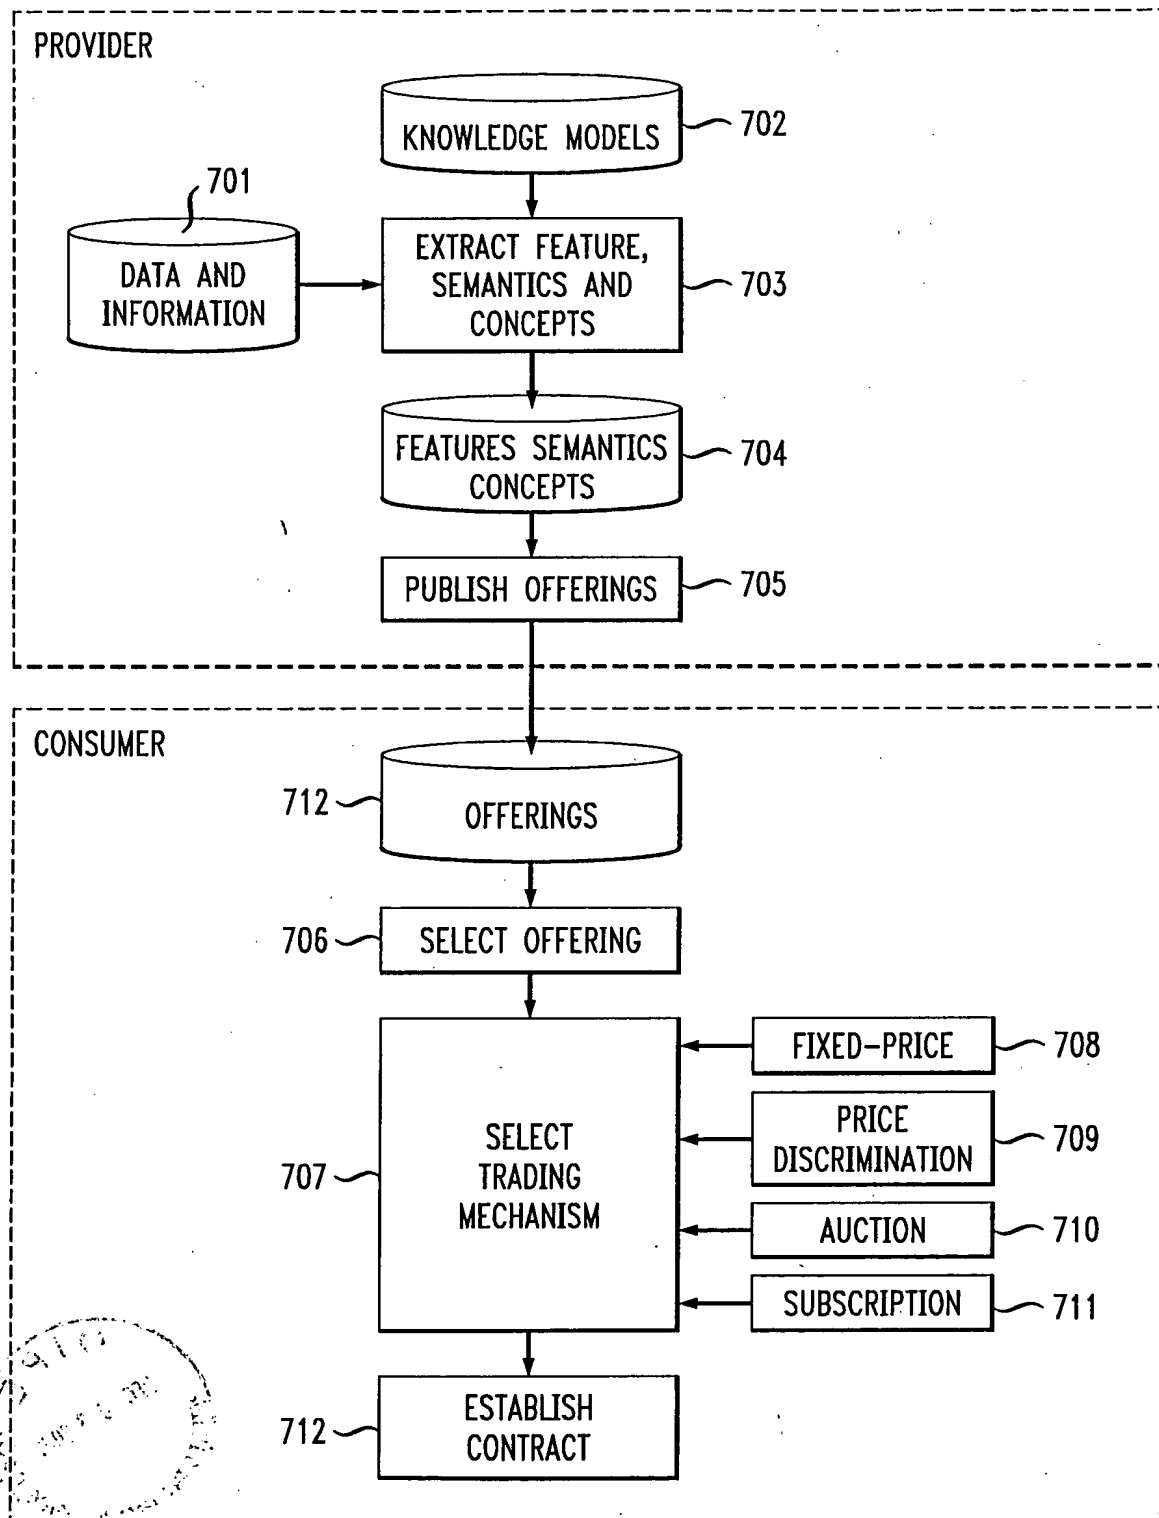 PROVIDER
KNOWLEDGE MODELS
702
701
DATA AND
INFORMATION
EXTRACT FEATURE,
SEMANTICS AND
CONCEPTS
703
FEATURES SEMANTICS
CONCEPTS
704
PUBLISH OFFERINGS
705
CONSUMER
712
OFFERINGS
706
SELECT OFFERING
707
SELECT
TRADING
MECHANISM
FIXED-PRICE
708
PRICE
DISCRIMINATION
709
AUCTION
710
SUBSCRIPTION
711
712
ESTABLISH
CONTRACT